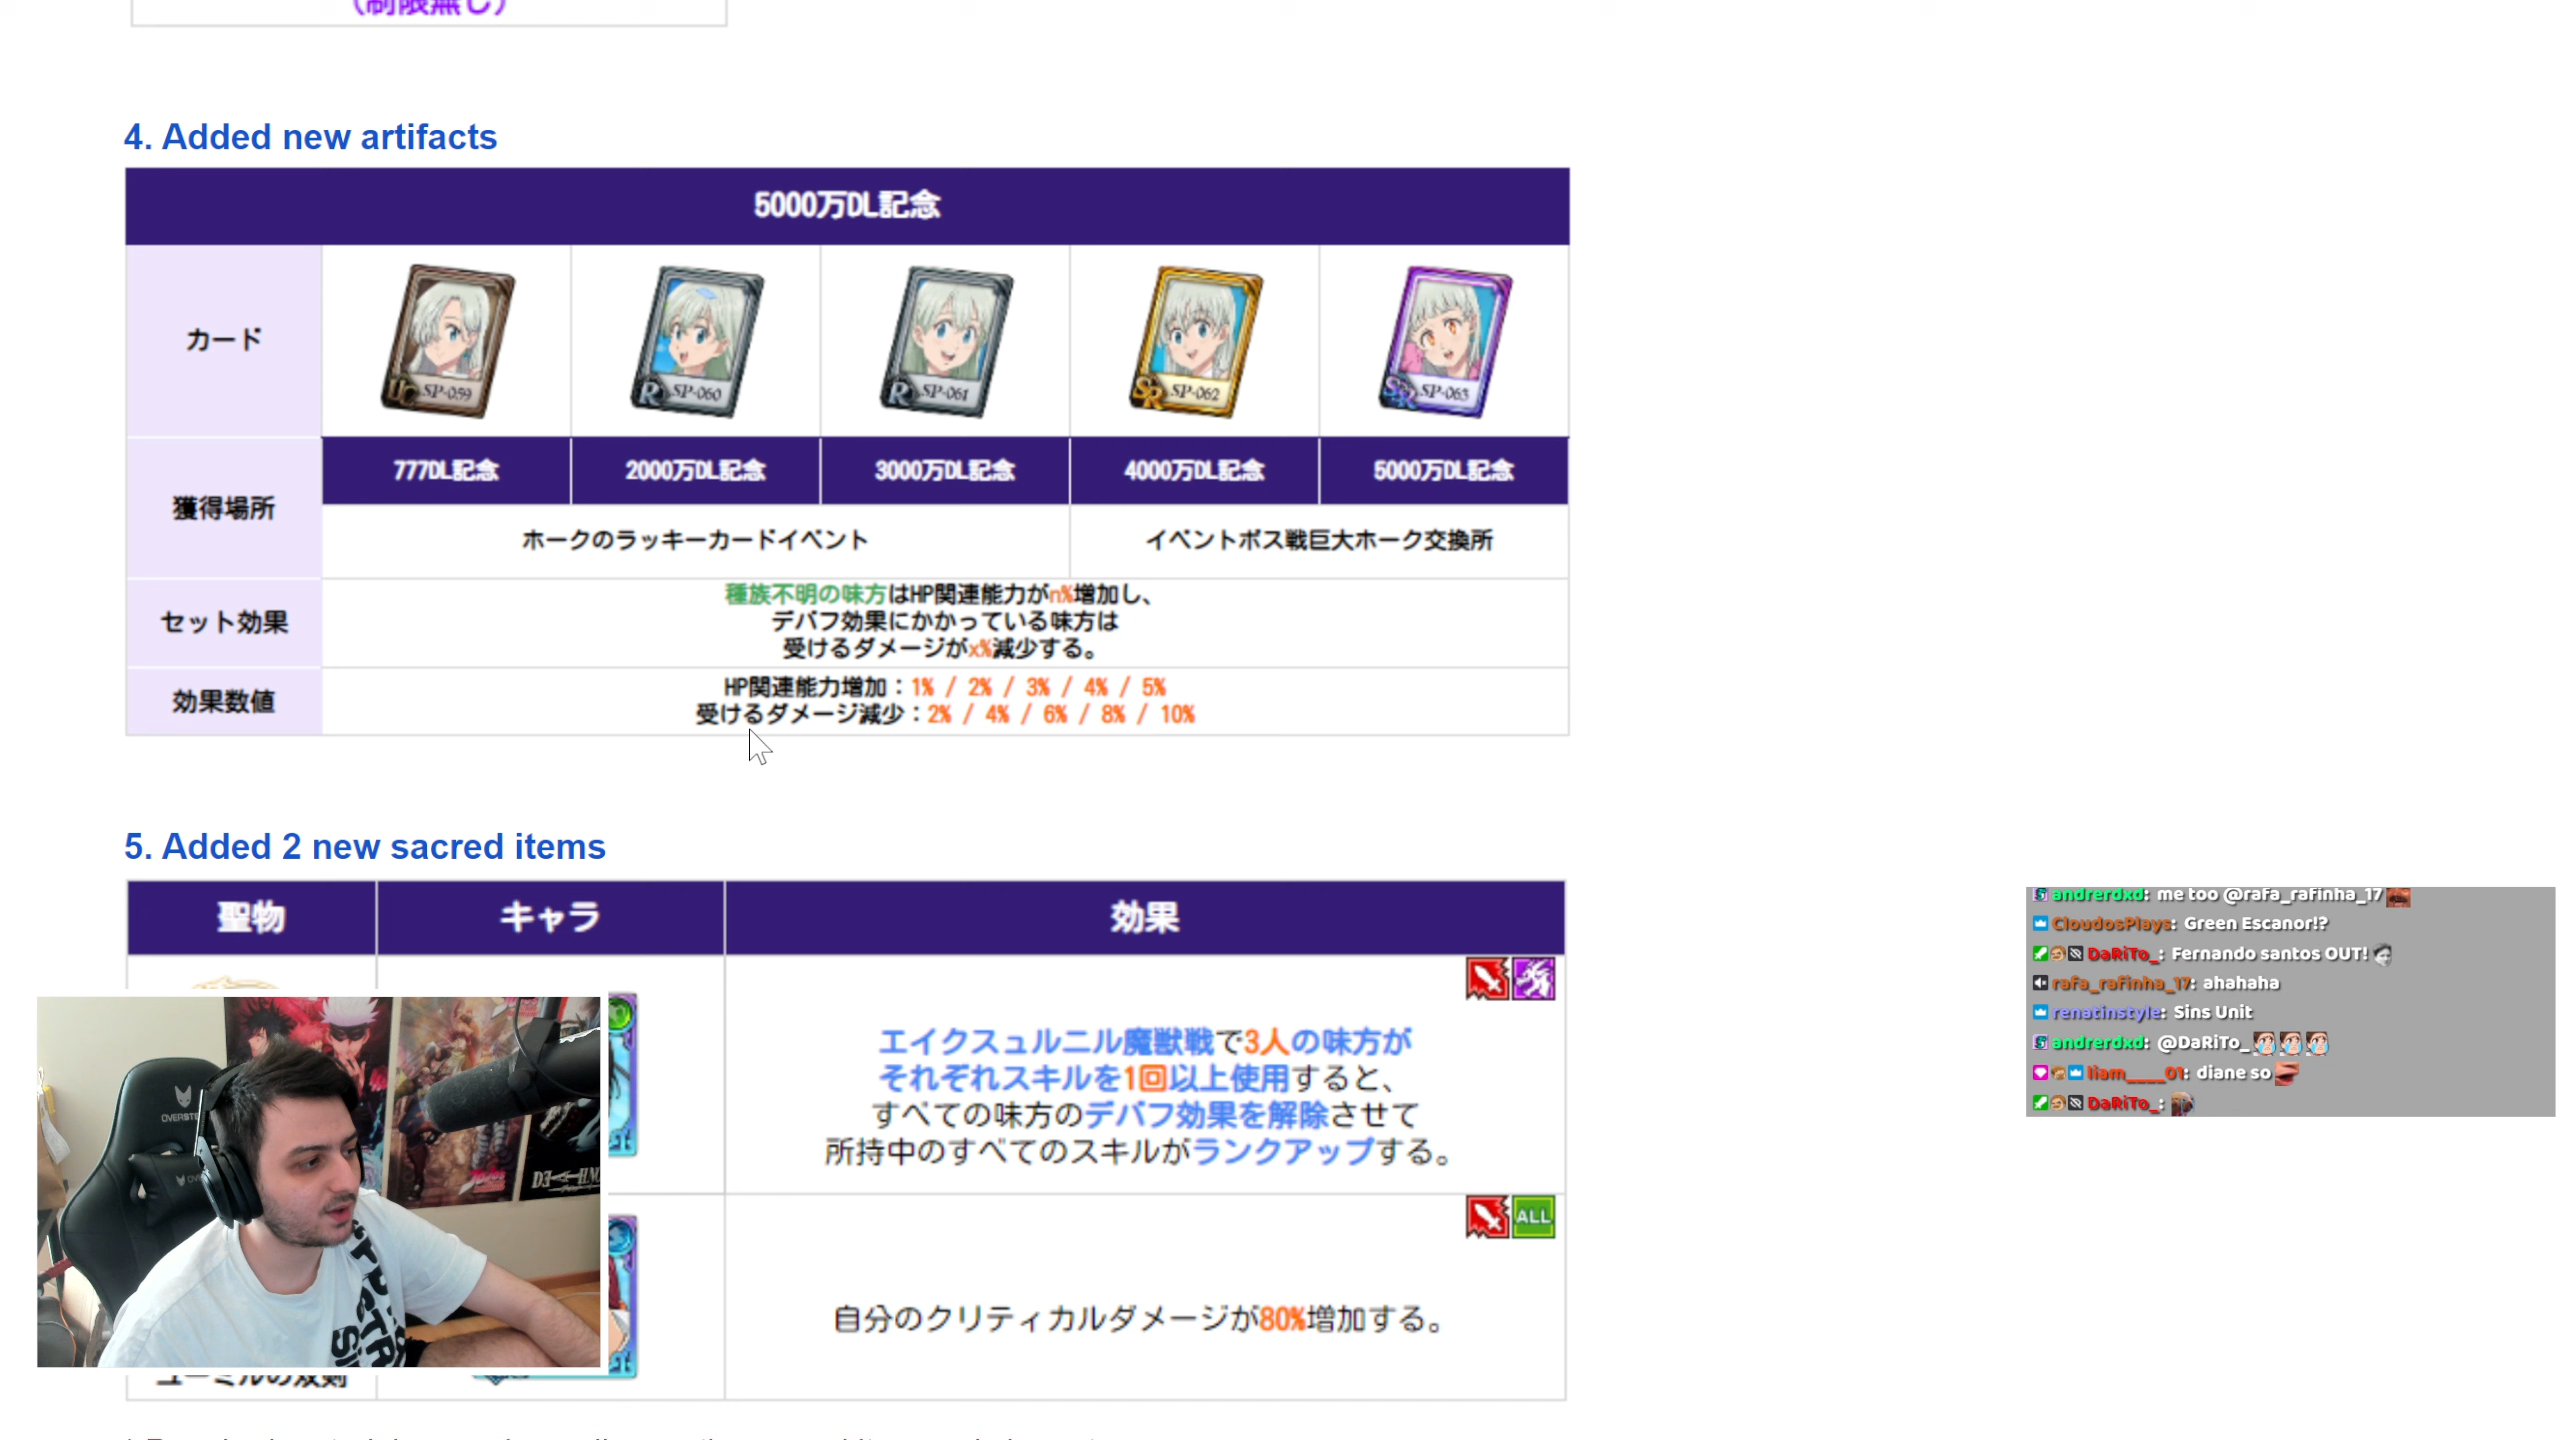 (制限無し)
4. Added new artifacts
5000万DL記念
カード
UC SP-059
R SP-060
R SP-061
SR SP-062
SSR SP-063
獲得場所
777DL記念
2000万DL記念
3000万DL記念
4000万DL記念
5000万DL記念
ホークのラッキーカードイベント
イベントボス戦巨大ホーク交換所
セット効果
種族不明の味方はHP関連能力がn%増加し、
デバフ効果にかかっている味方は
受けるダメージがx%減少する。
効果数値
HP関連能力増加：1% / 2% / 3% / 4% / 5%
受けるダメージ減少：2% / 4% / 6% / 8% / 10%
5. Added 2 new sacred items
聖物
キャラ
効果
エイクスュルニル魔獣戦で3人の味方が
それぞれスキルを1回以上使用すると、
すべての味方のデバフ効果を解除させて
所持中のすべてのスキルがランクアップする。
ALL
自分のクリティカルダメージが80%増加する。
andrerdxd: me too @rafa_rafinha_17
CloudosPlays: Green Escanor!?
DaRiTo_: Fernando santos OUT!
rafa_rafinha_17: ahahaha
renatinstyle: Sins Unit
andrerdxd: @DaRiTo_
liam____01: diane so
DaRiTo_: